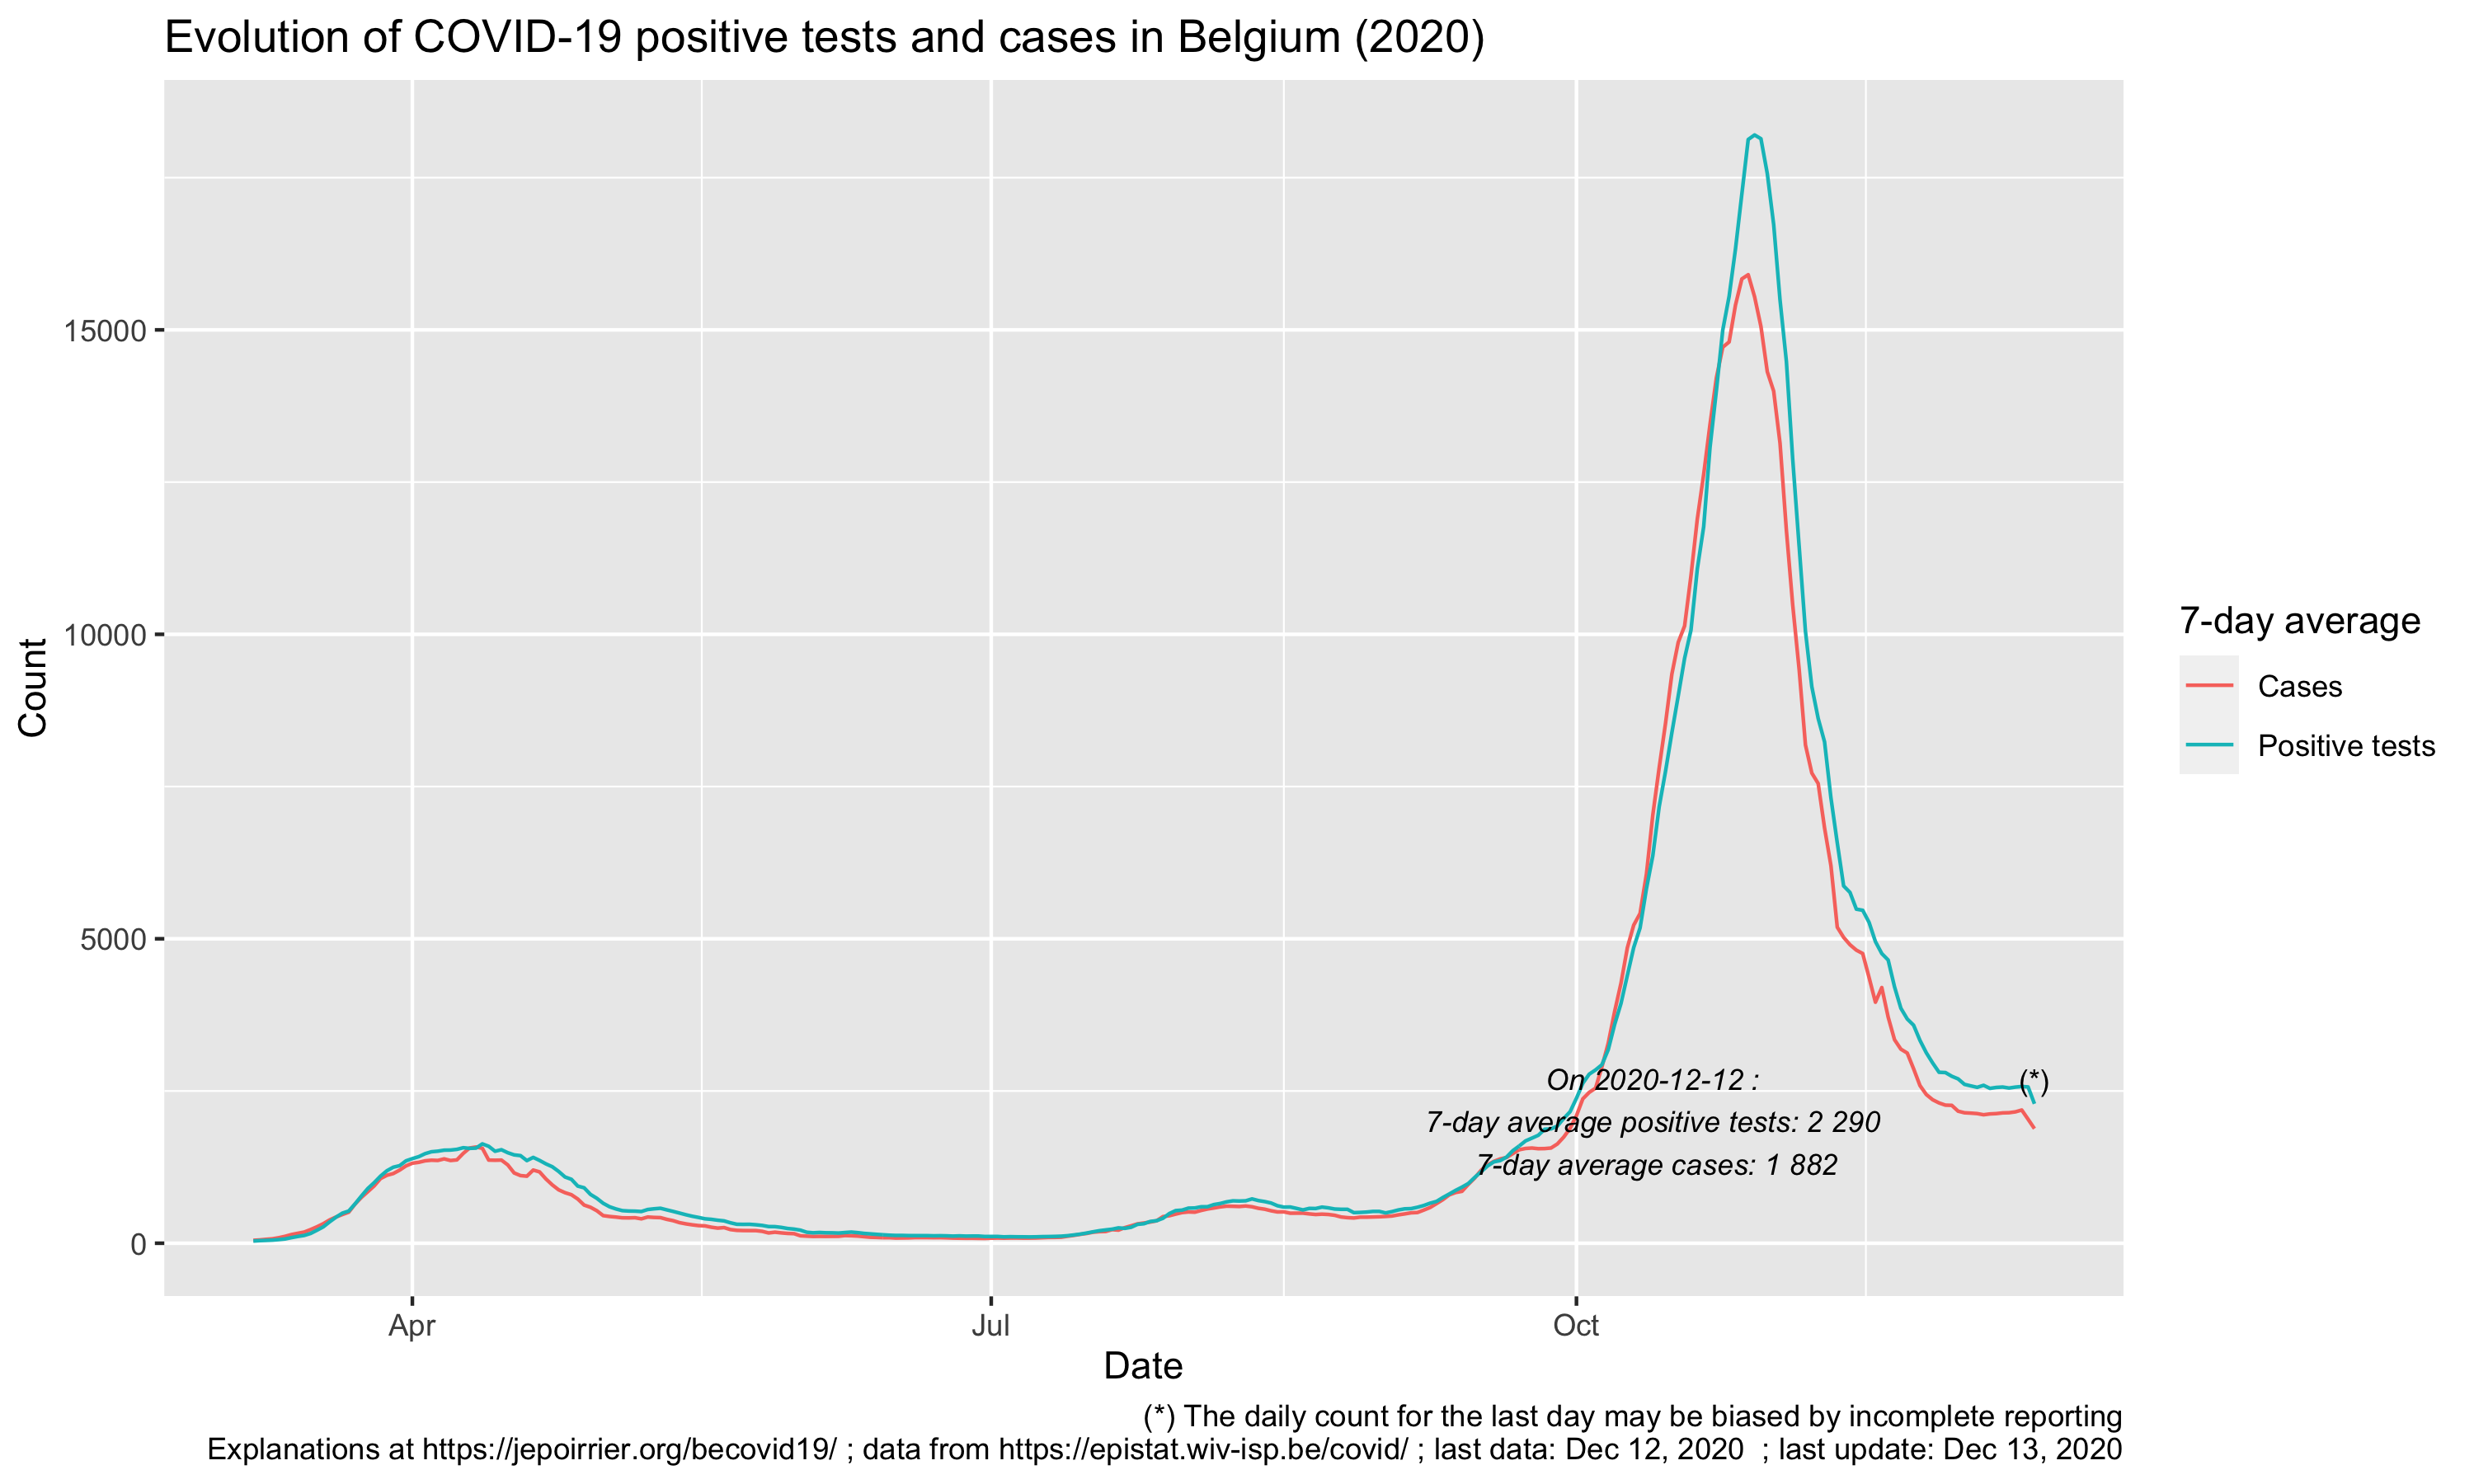 Evolution of COVID-19 positive tests and cases in Belgium (2020)
15000
10000
5000
0
Count
Apr
Jul
Oct
Date
7-day average
Cases
Positive tests
On 2020-12-12 :
7-day average positive tests: 2 290
7-day average cases: 1 882
(*)
(*) The daily count for the last day may be biased by incomplete reporting
Explanations at https://jepoirrier.org/becovid19/ ; data from https://epistat.wiv-isp.be/covid/ ; last data: Dec 12, 2020  ; last update: Dec 13, 2020